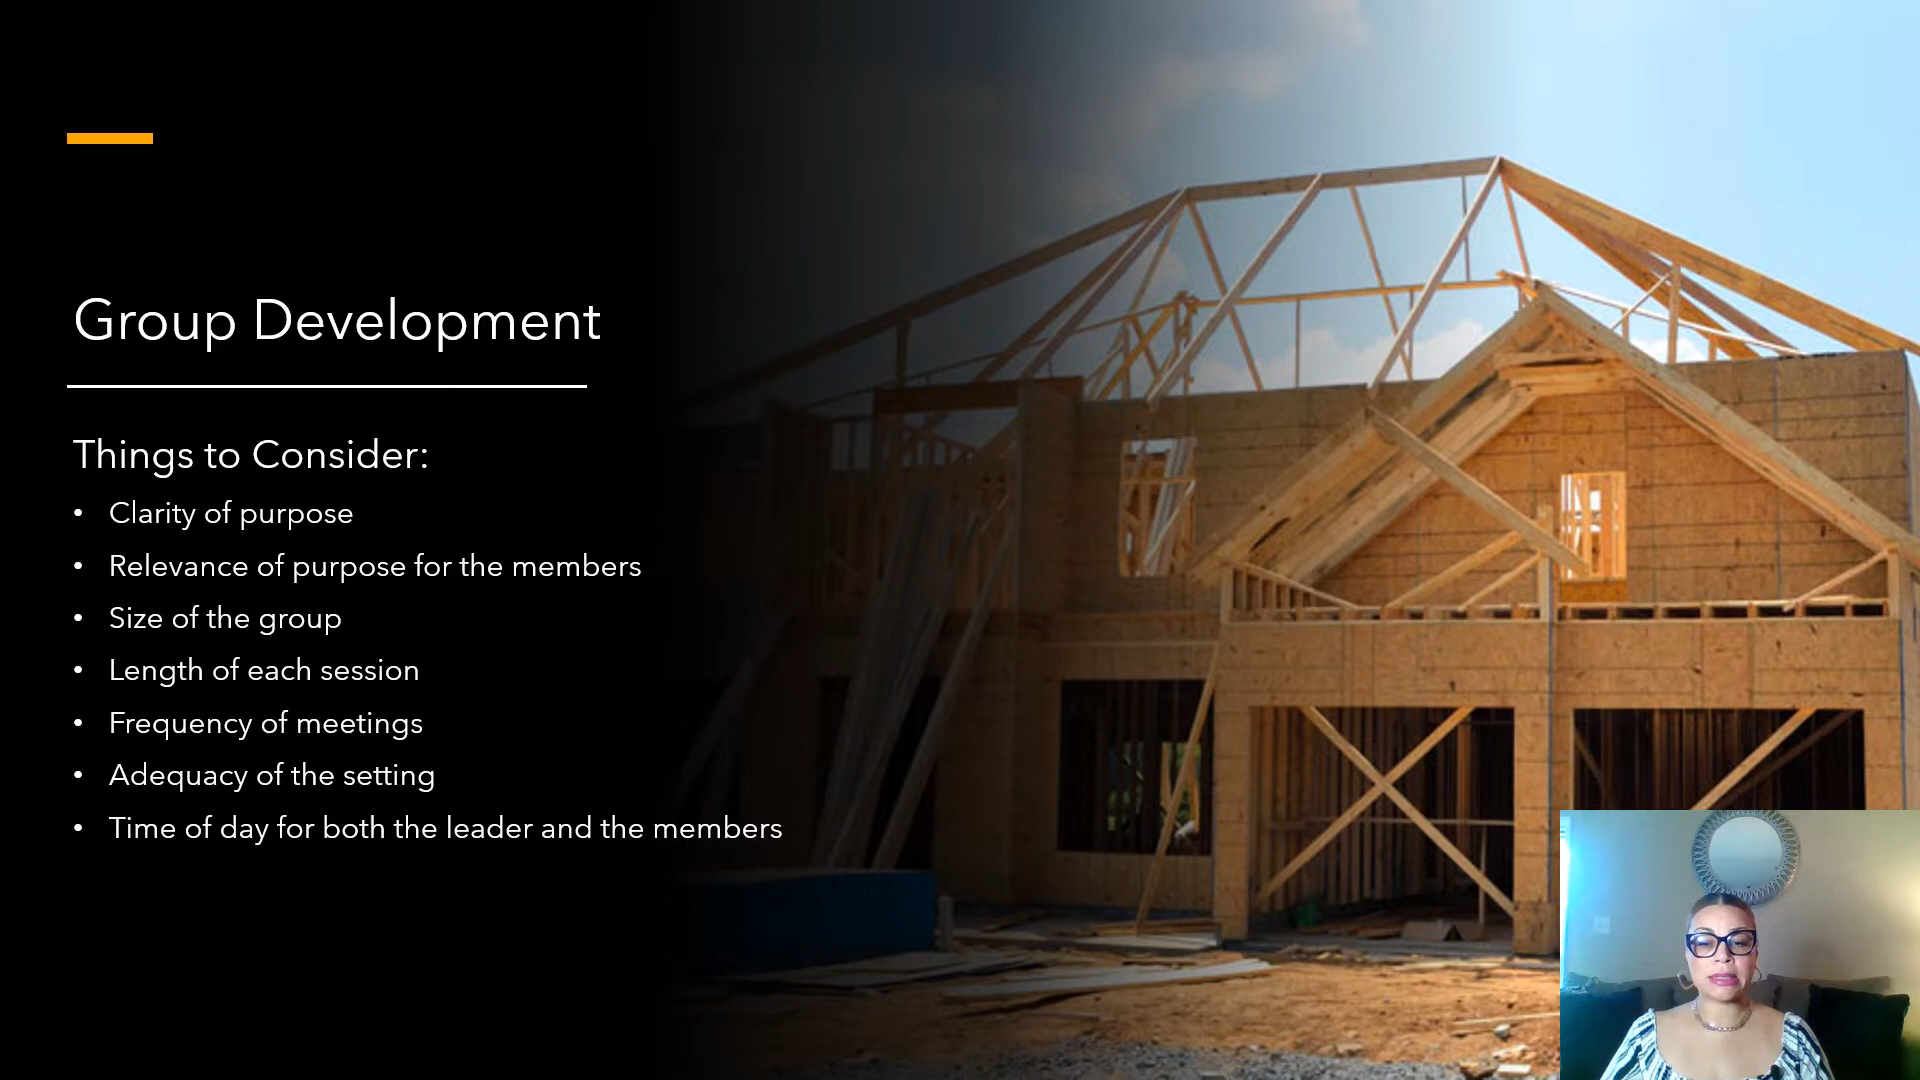 Group Development
Things to Consider:
• Clarity of purpose
• Relevance of purpose for the members
• Size of the group
• Length of each session
• Frequency of meetings
• Adequacy of the setting
• Time of day for both the leader and the members